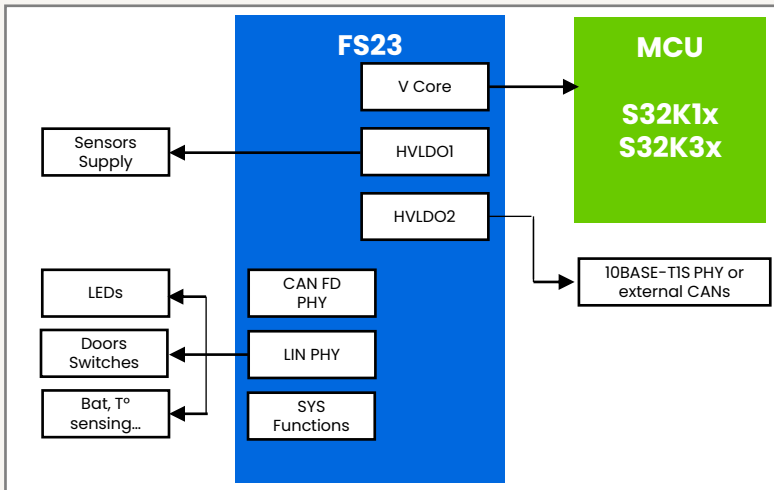 FS23
MCU
S32K1x
S32K3x
V Core
HVLDO1
HVLDO2
Sensors
Supply
10BASE-T1S PHY or
external CANs
LEDs
Doors
Switches
Bat, T°
sensing...
CAN FD
PHY
LIN PHY
SYS
Functions